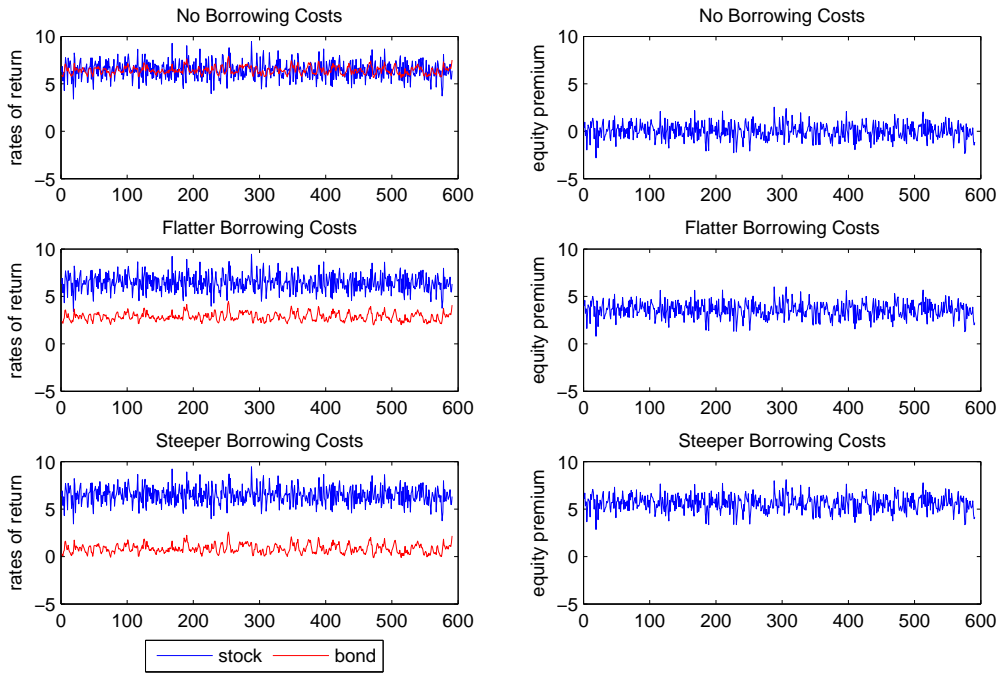 No Borrowing Costs
rates of return
10
5
0
−5
0 100 200 300 400 500 600
No Borrowing Costs
equity premium
10
5
0
−5
0 100 200 300 400 500 600
Flatter Borrowing Costs
rates of return
10
5
0
−5
0 100 200 300 400 500 600
Flatter Borrowing Costs
equity premium
10
5
0
−5
0 100 200 300 400 500 600
Steeper Borrowing Costs
rates of return
10
5
0
−5
0 100 200 300 400 500 600
Steeper Borrowing Costs
equity premium
10
5
0
−5
0 100 200 300 400 500 600
stock bond